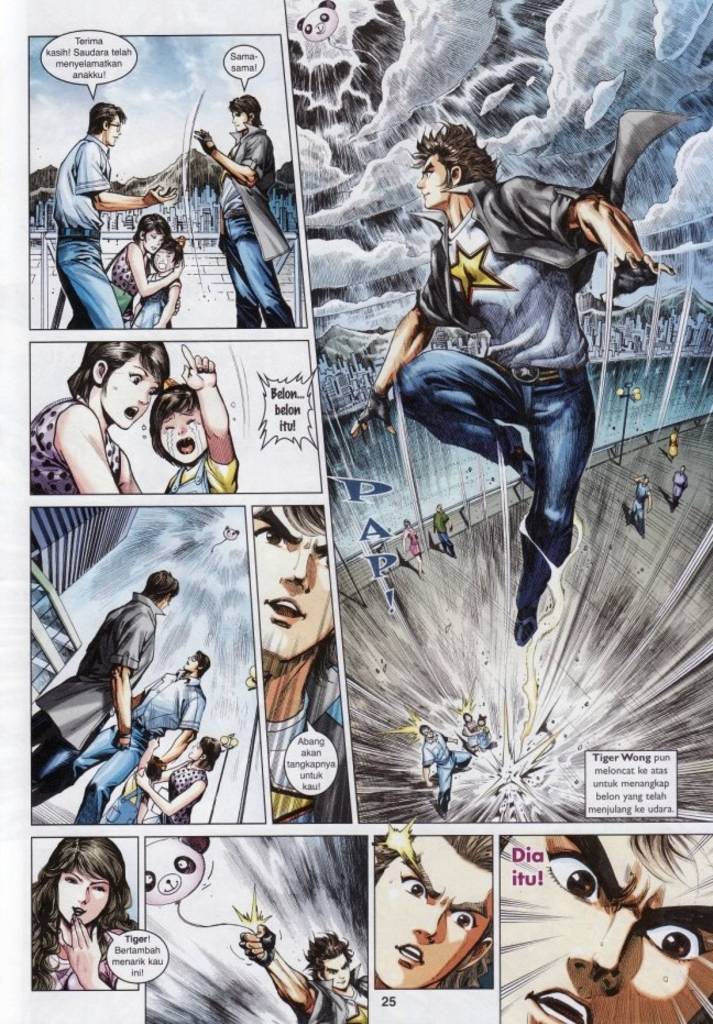 Terima
kasih! Saudara telah
menyelamatkan
anakku!
Sama-
sama!
Belon...
belon
itu!
Abang
akan
tangkapnya
untuk
kau!
PAP!
Tiger Wong pun
meloncat ke atas
untuk menangkap
belon yang telah
menjulang ke udara.
Tiger!
Bertambah
menarik kau
ini!
Dia
itu!
25